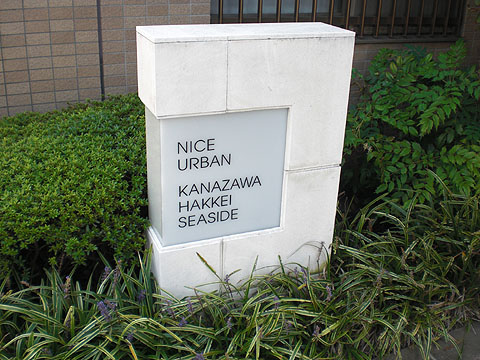 NICE
URBAN
KANAZAWA
HAKKEI
SEASIDE